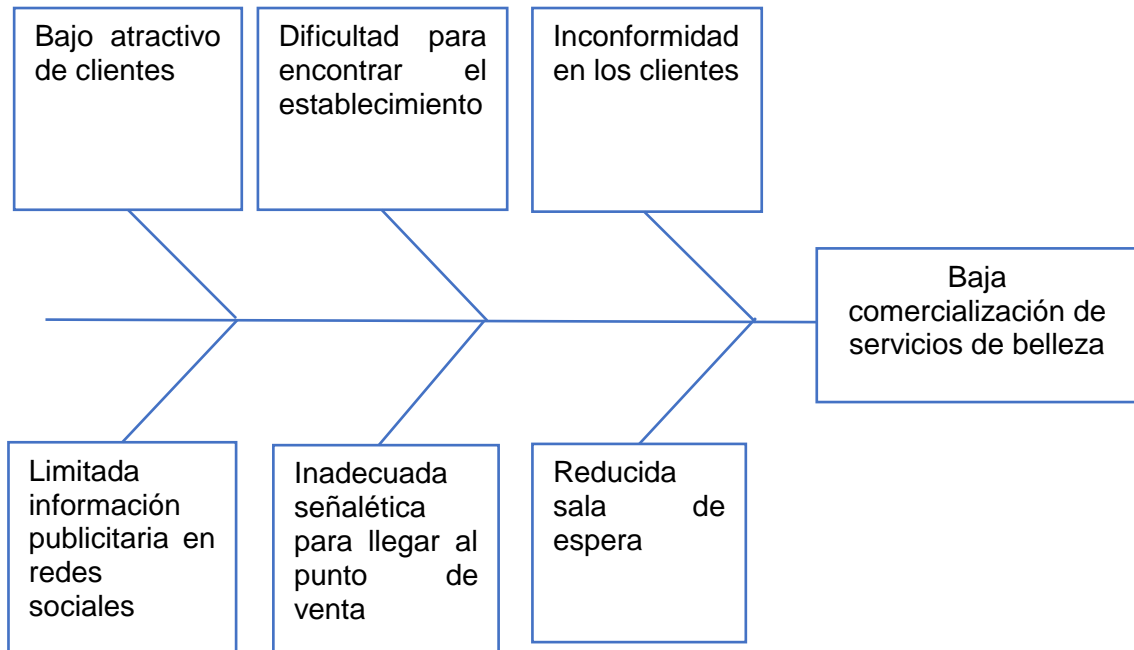 Bajo atractivo
de clientes
Dificultad para
encontrar el
establecimiento
Inconformidad
en los clientes
Baja
comercialización de
servicios de belleza
Limitada
información
publicitaria en
redes
sociales
Inadecuada
señalética
para llegar al
punto de
venta
Reducida
sala de
espera